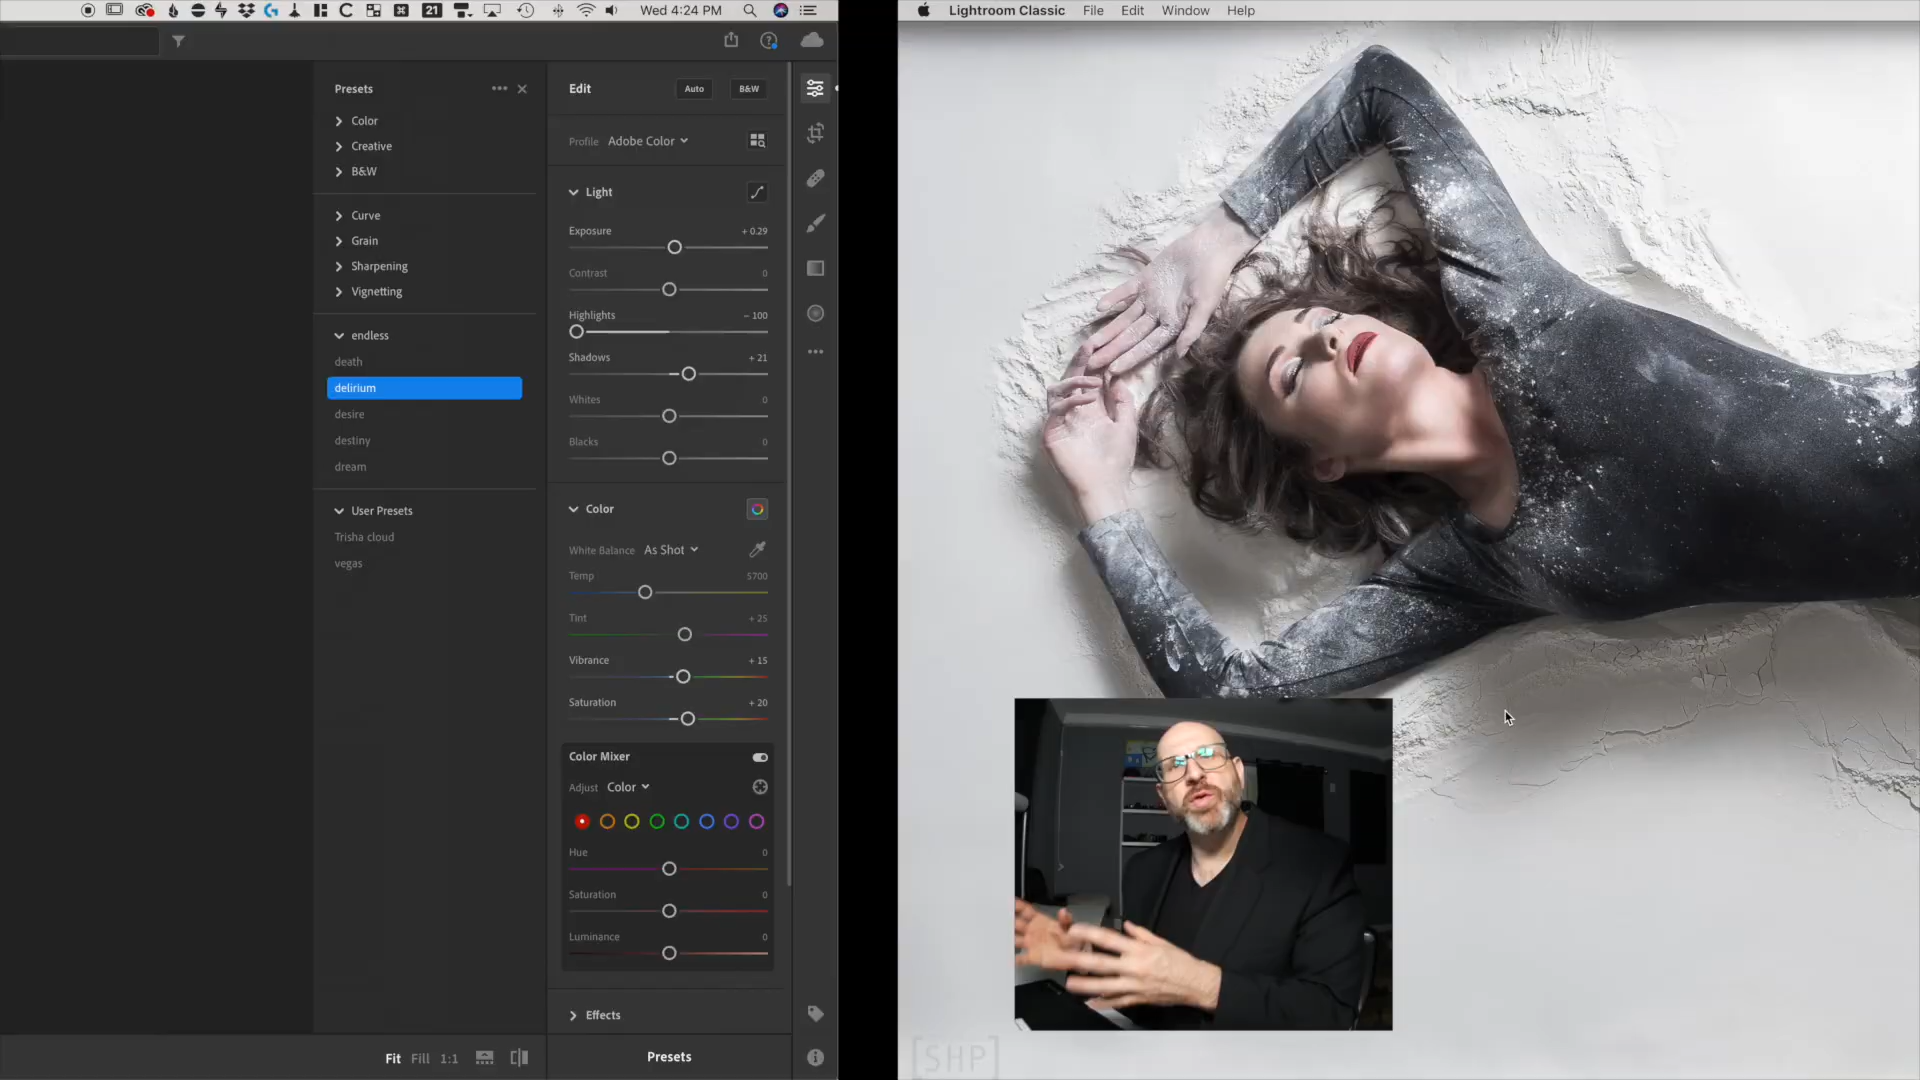 21
Wed 4:24 PM
Lightroom Classic File Edit Window Help
Presets
Color
Creative
B&W
Curve
Grain
Sharpening
Vignetting
endless
death
delirium
desire
destiny
dream
User Presets
Trisha cloud
vegas
Edit Auto B&W
Profile Adobe Color
Light
Exposure + 0.29
Contrast 0
Highlights – 100
Shadows + 21
Whites 0
Blacks 0
Color
White Balance As Shot
Temp 5700
Tint + 25
Vibrance + 15
Saturation + 20
Color Mixer
Adjust Color
Hue 0
Saturation 0
Luminance 0
Effects
Fit Fill 1:1
Presets
[SHP]